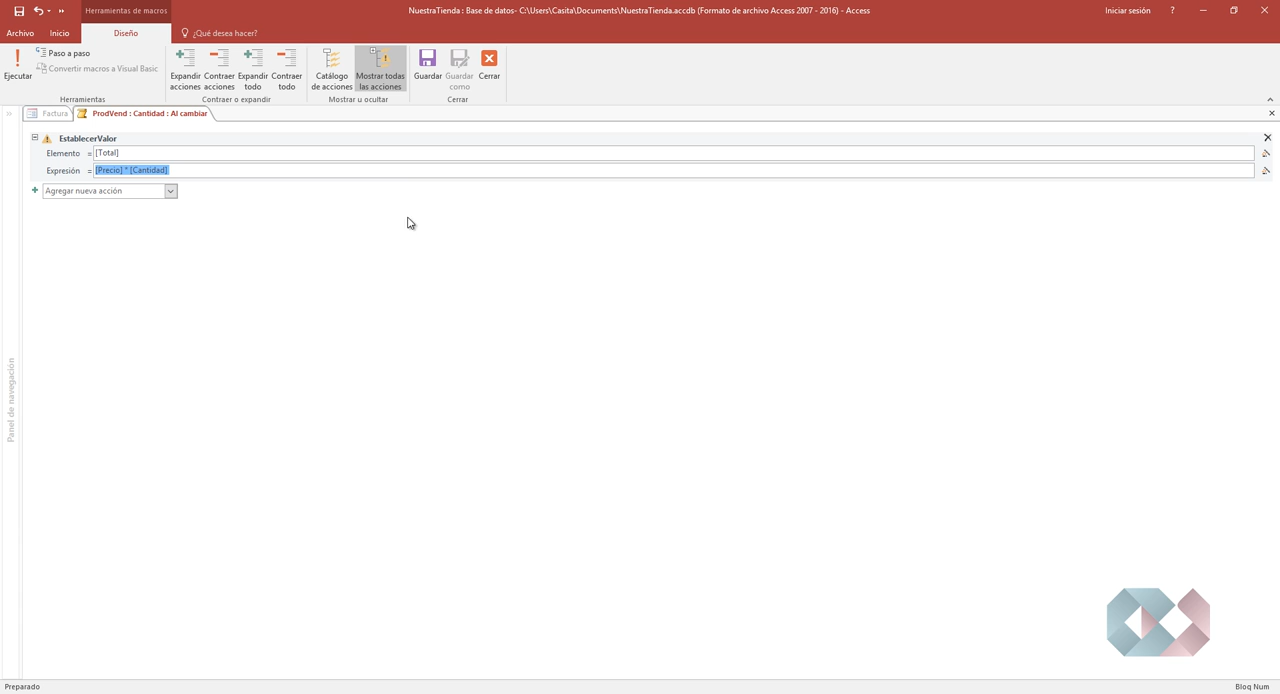 Herramientas de macros
NuestraTienda : Base de datos- C:\Users\Casita\Documents\NuestraTienda.accdb (Formato de archivo Access 2007 - 2016) - Access
Iniciar sesión
?
Archivo
Inicio
Diseño
¿Qué desea hacer?
Ejecutar
Paso a paso
Convertir macros a Visual Basic
Herramientas
Expandir acciones
Contraer acciones
Expandir todo
Contraer todo
Contraer o expandir
Catálogo de acciones
Mostrar todas las acciones
Mostrar u ocultar
Guardar
Guardar como
Cerrar
Cerrar
Factura
ProdVend : Cantidad : Al cambiar
EstablecerValor
Elemento = [Total]
Expresión = [Precio] * [Cantidad]
Agregar nueva acción
Panel de navegación
Preparado
Bloq Num